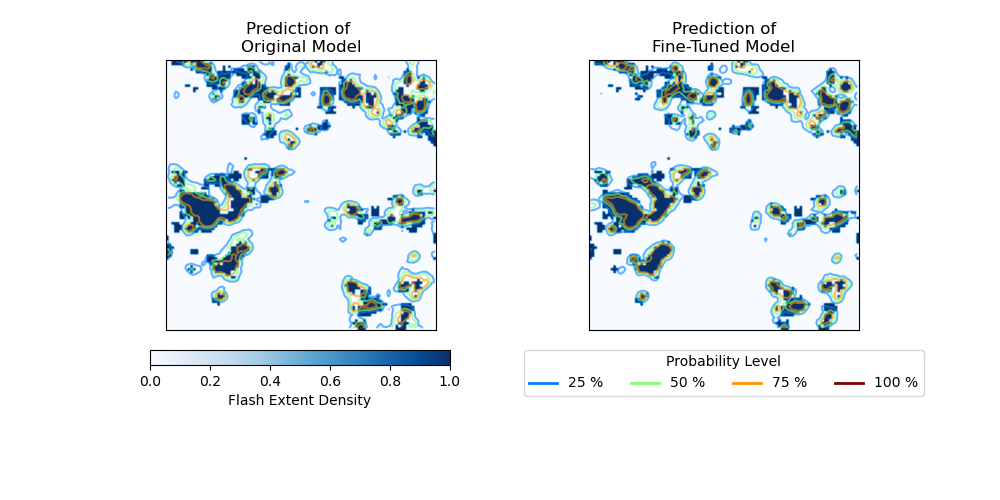 Prediction of
Original Model
Prediction of
Fine-Tuned Model
0.0 0.2 0.4 0.6 0.8 1.0
Flash Extent Density
Probability Level
25 % 50 % 75 % 100 %